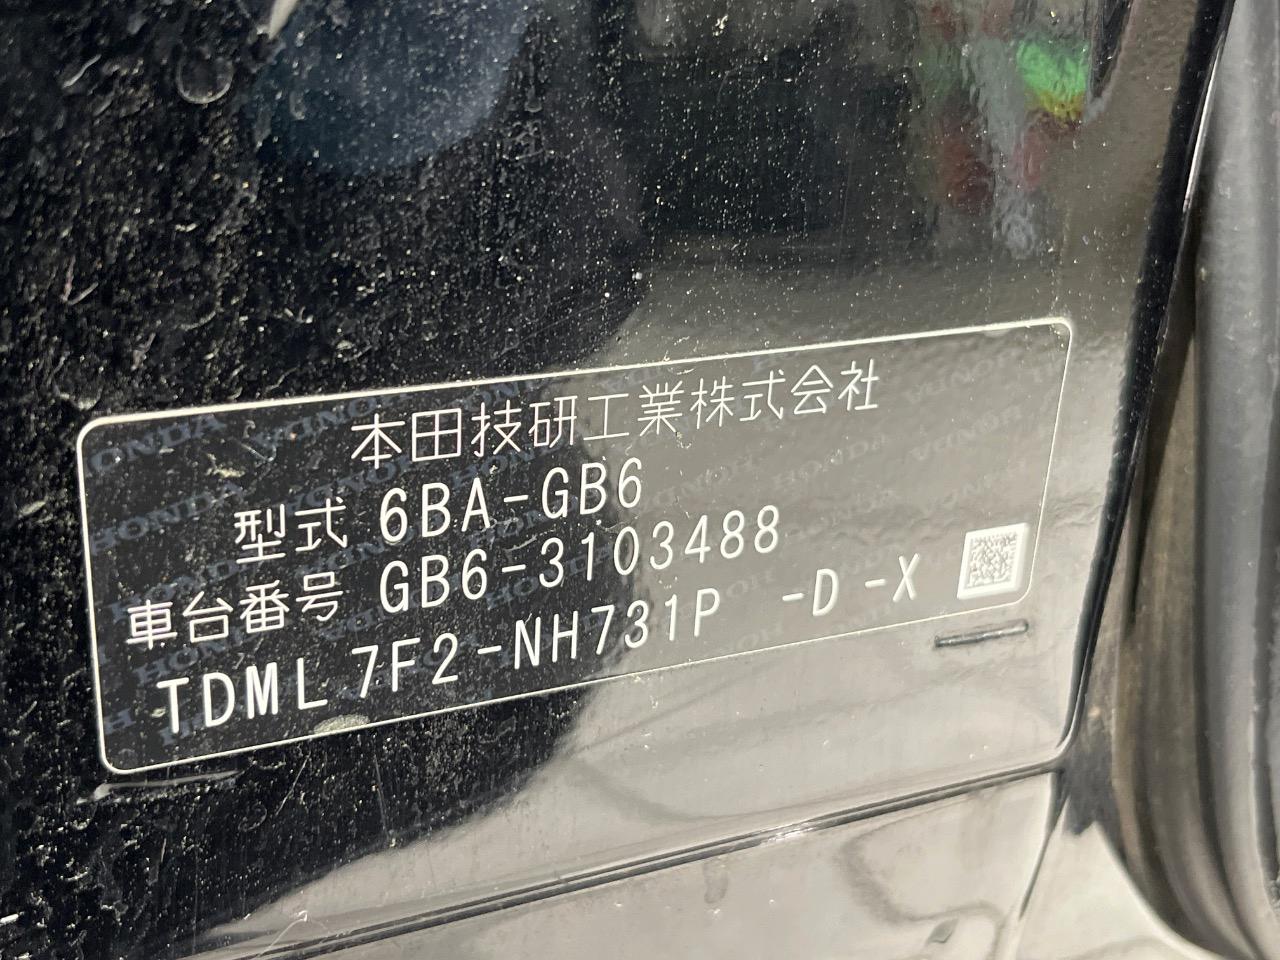 本田技研工業株式会社
型式 6BA-GB6
車台番号 GB6-3103488
TDML 7F2-NH731P -D -X